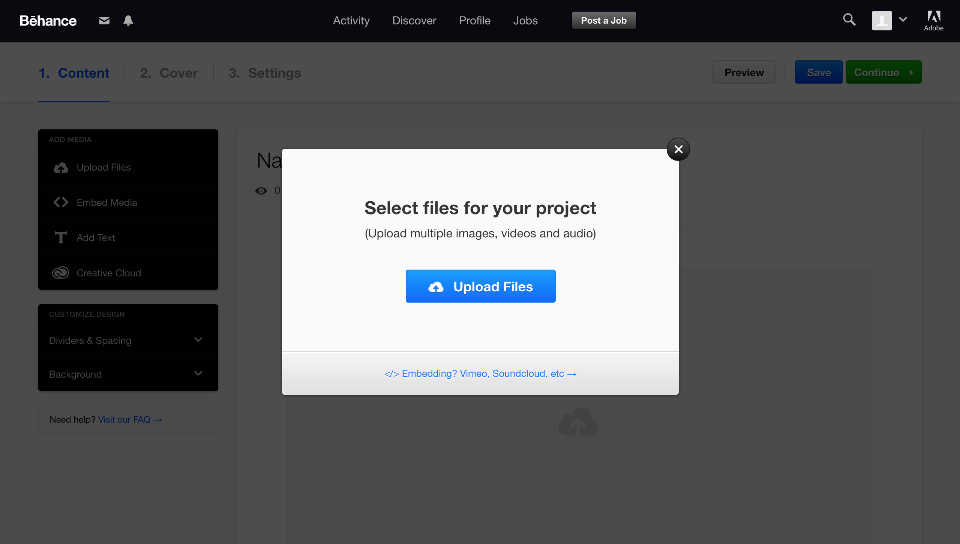 Bēhance
Activity
Discover
Profile
Jobs
Post a Job
Adobe
1. Content
2. Cover
3. Settings
Preview
Save
Continue
ADD MEDIA
Upload Files
Embed Media
Add Text
Creative Cloud
CUSTOMIZE DESIGN
Dividers & Spacing
Background
Need help? Visit our FAQ →
Na
0
Select files for your project
(Upload multiple images, videos and audio)
Upload Files
</> Embedding? Vimeo, Soundcloud, etc →